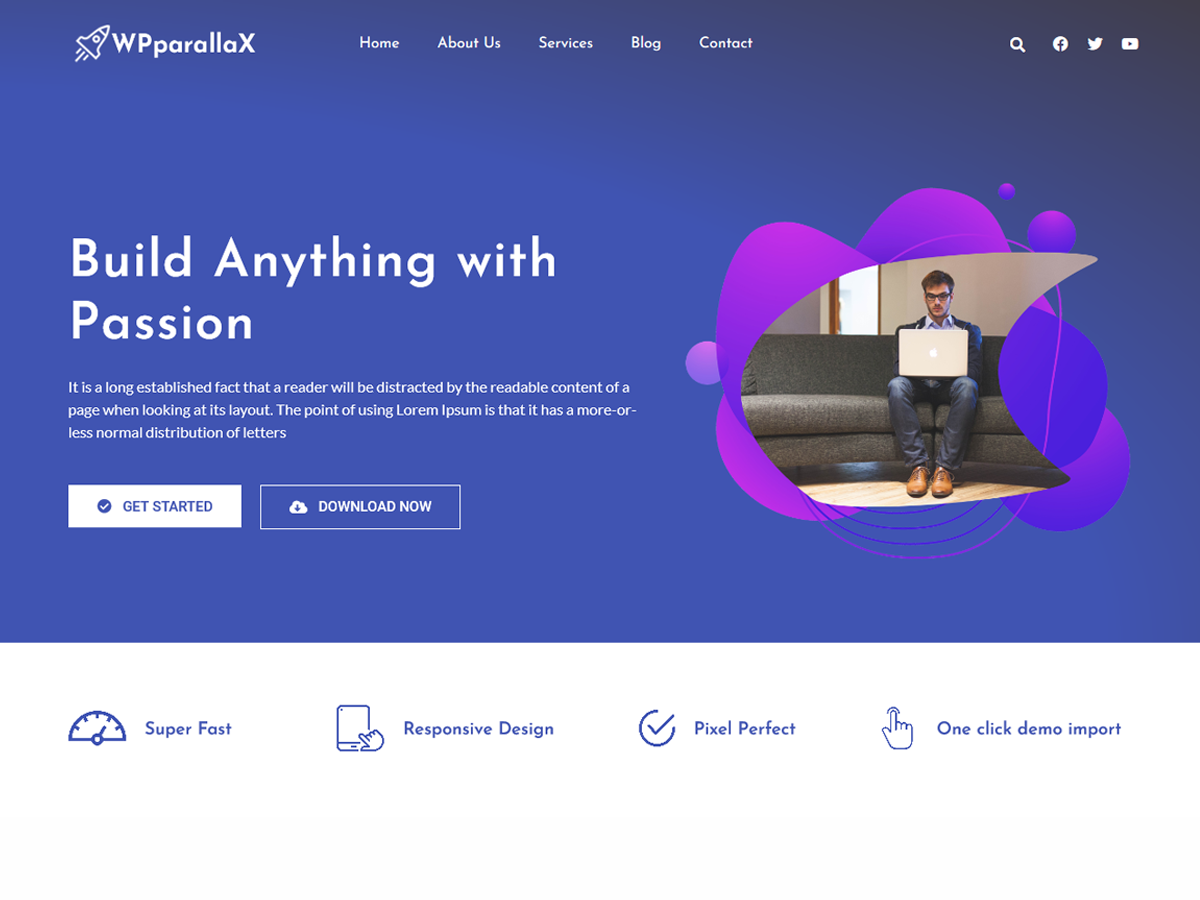 WPparallaX
Home
About Us
Services
Blog
Contact
Build Anything with
Passion
It is a long established fact that a reader will be distracted by the readable content of a
page when looking at its layout. The point of using Lorem Ipsum is that it has a more-or-
less normal distribution of letters
GET STARTED
DOWNLOAD NOW
Super Fast
Responsive Design
Pixel Perfect
One click demo import